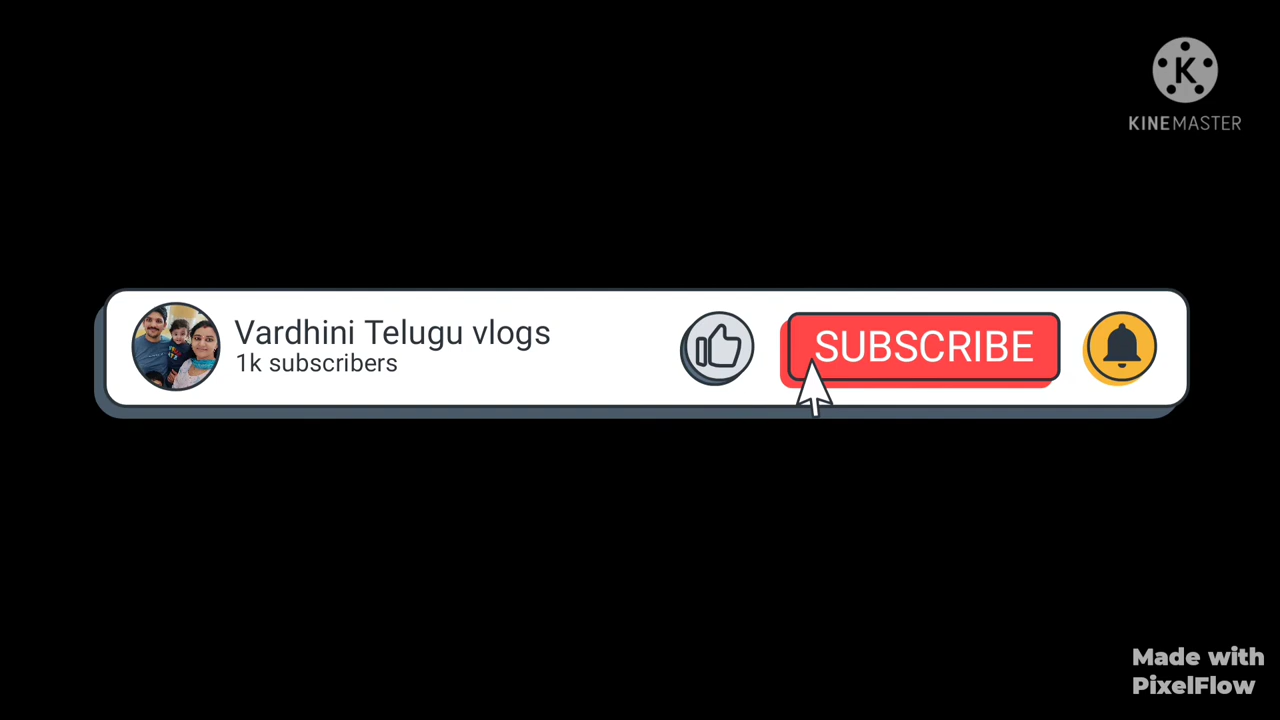 K
KINEMASTER
Vardhini Telugu vlogs
1k subscribers
SUBSCRIBE
Made with
PixelFlow